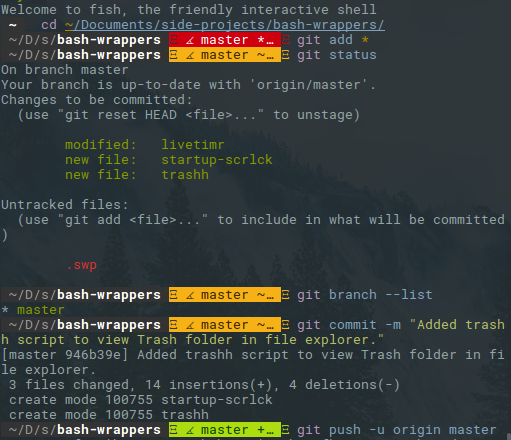 Welcome to fish, the friendly interactive shell
~ cd ~/Documents/side-projects/bash-wrappers/
~/D/s/bash-wrappers Ξ ∡ master *… Ξ git add *
~/D/s/bash-wrappers Ξ ∡ master ~… Ξ git status
On branch master
Your branch is up-to-date with 'origin/master'.
Changes to be committed:
(use "git reset HEAD <file>..." to unstage)
modified: livetimr
new file: startup-scrlck
new file: trashh
Untracked files:
(use "git add <file>..." to include in what will be committed
)
.swp
~/D/s/bash-wrappers Ξ ∡ master ~… Ξ git branch --list
* master
~/D/s/bash-wrappers Ξ ∡ master ~… Ξ git commit -m "Added tras
h script to view Trash folder in file explorer."
[master 946b39e] Added trashh script to view Trash folder in fi
le explorer.
3 files changed, 14 insertions(+), 4 deletions(-)
create mode 100755 startup-scrlck
create mode 100755 trashh
~/D/s/bash-wrappers Ξ ∡ master +… Ξ git push -u origin master